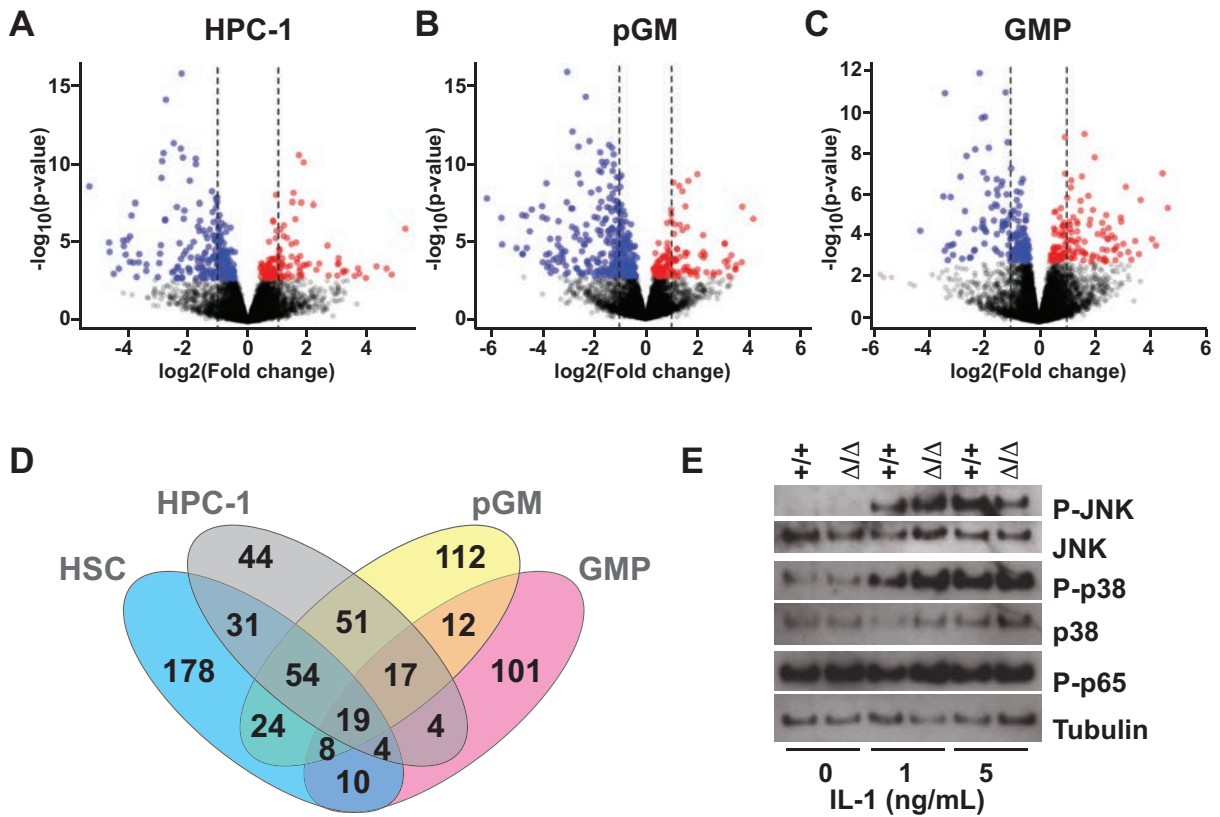 A
HPC-1
-log10(p-value)
15
10
5
0
-4
-2
0
2
4
log2(Fold change)
B
pGM
-log10(p-value)
15
10
5
0
-6
-4
-2
0
2
4
6
log2(Fold change)
C
GMP
-log10(p-value)
12
10
8
6
4
2
0
-6
-4
-2
0
2
4
6
log2(Fold change)
D
HPC-1
pGM
HSC
GMP
44
112
31
51
12
178
54
17
101
24
19
4
8
4
10
E
+/+
Δ/Δ
+/+
Δ/Δ
+/+
Δ/Δ
P-JNK
JNK
P-p38
p38
P-p65
Tubulin
0
1
5
IL-1 (ng/mL)